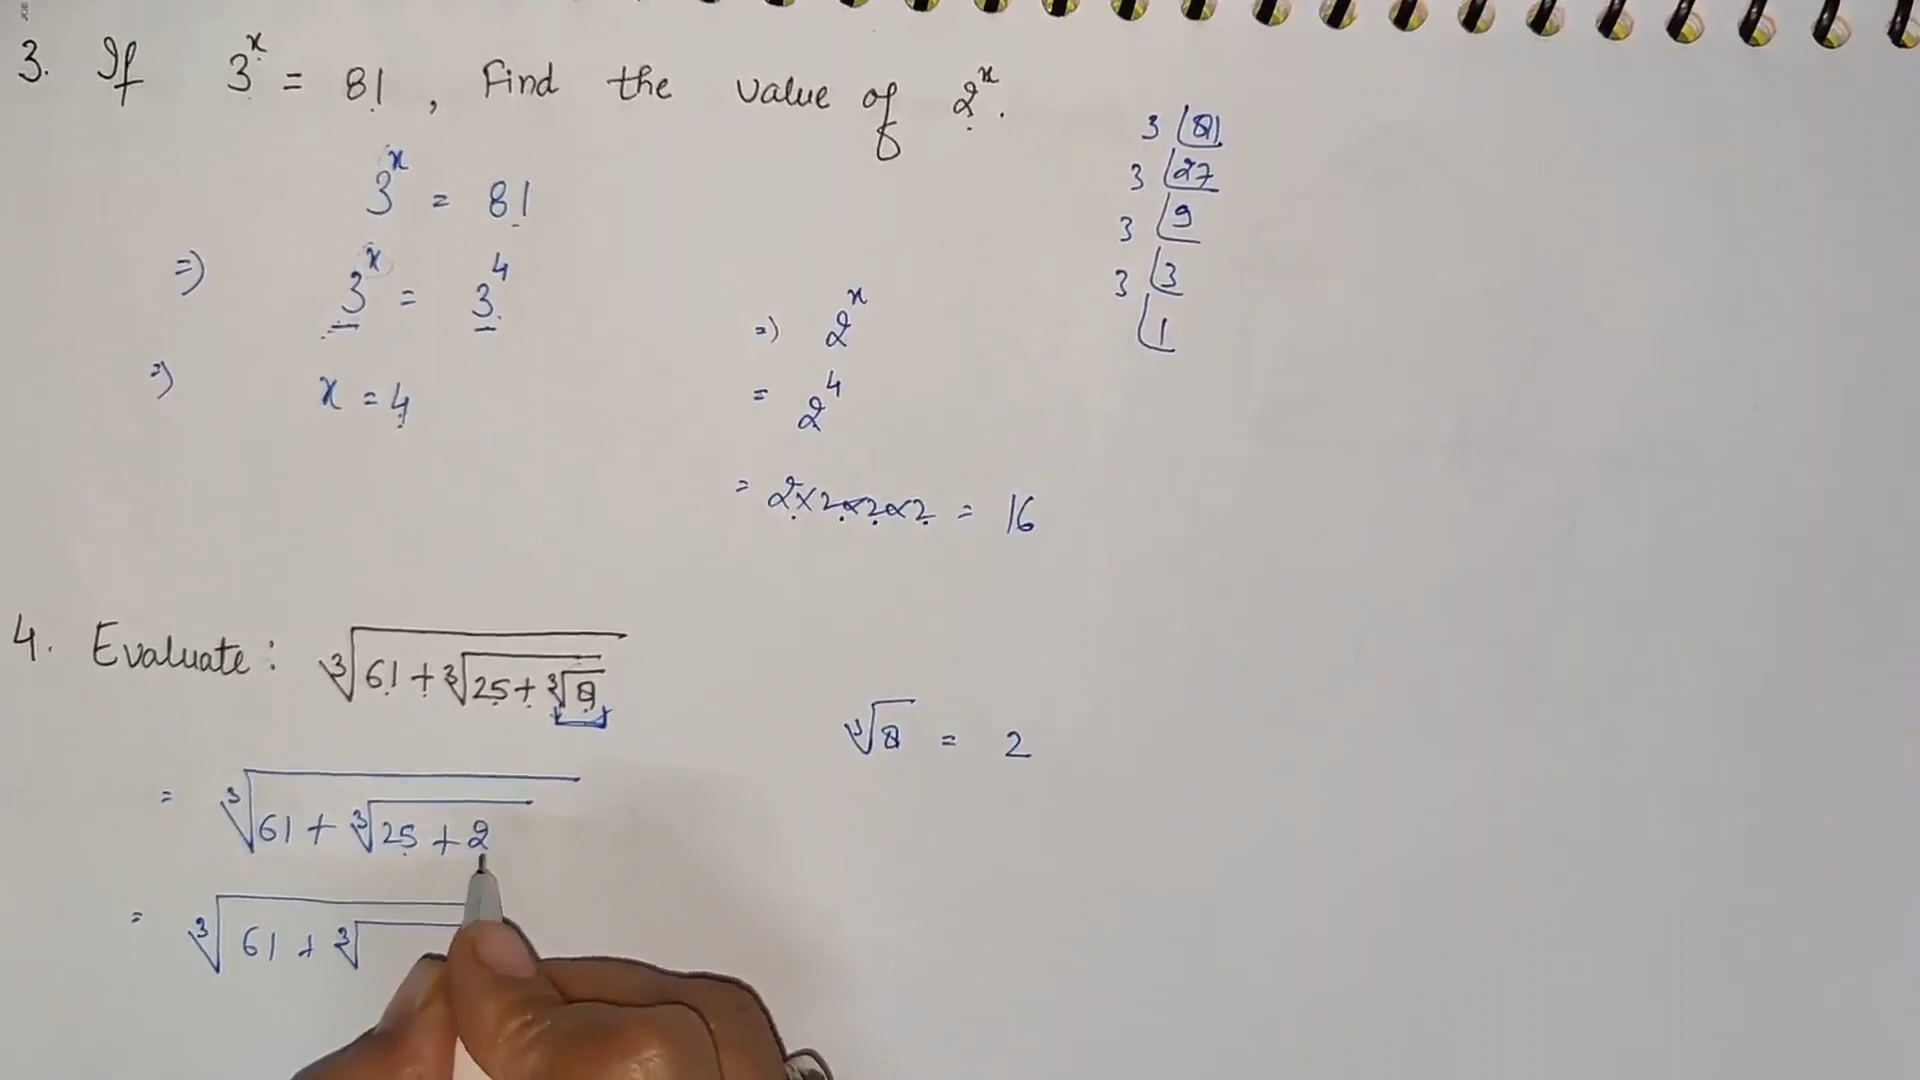 3. If 3^x = 81, Find the value of 2^x.
3^x = 81
=> 3^x = 3^4
=> x = 4
=> 2^x
= 2^4
= 2×2×2×2 = 16
3 | 81
3 | 27
3 | 9
3 | 3
| 1
4. Evaluate : ∛(61 + ∛(25 + ∛8))
∛8 = 2
= ∛(61 + ∛(25 + 2
= ∛(61 + ∛